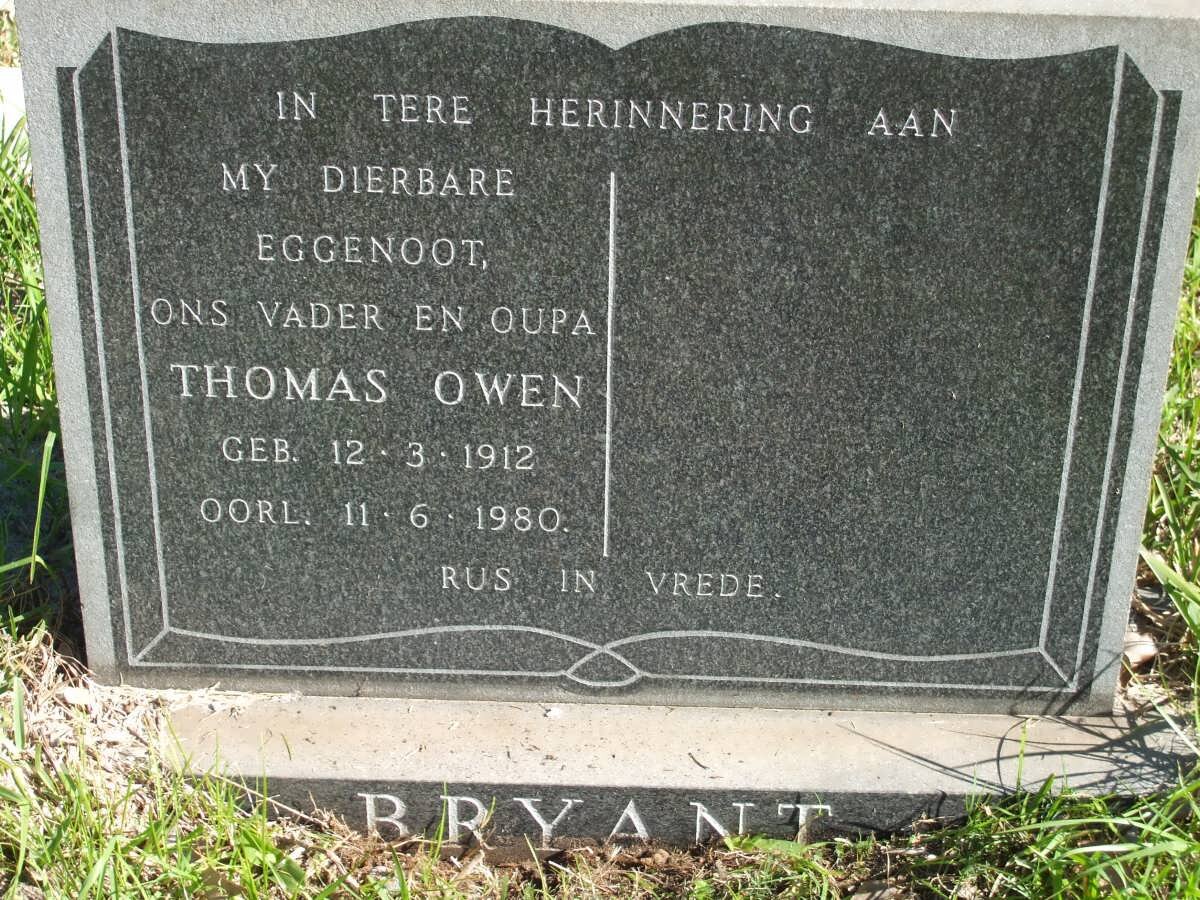 IN TERE HERINNERING AAN
MY DIERBARE
EGGENOOT,
ONS VADER EN OUPA
THOMAS OWEN
GEB. 12 · 3 · 1912
OORL. 11 · 6 · 1980.
RUS IN VREDE.
BRYANT